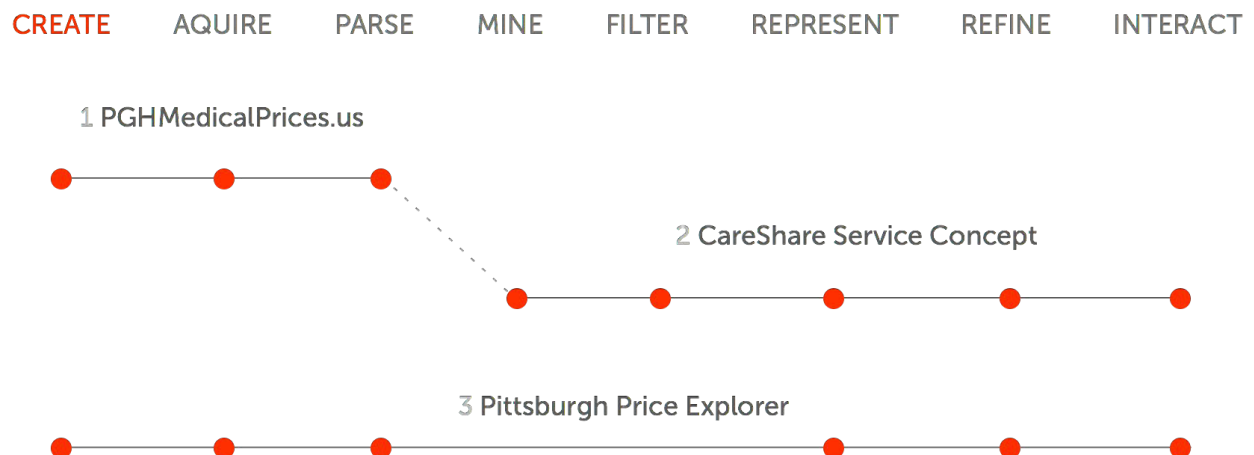 CREATE AQUIRE PARSE MINE FILTER REPRESENT REFINE INTERACT
1 PGHMedicalPrices.us
2 CareShare Service Concept
3 Pittsburgh Price Explorer